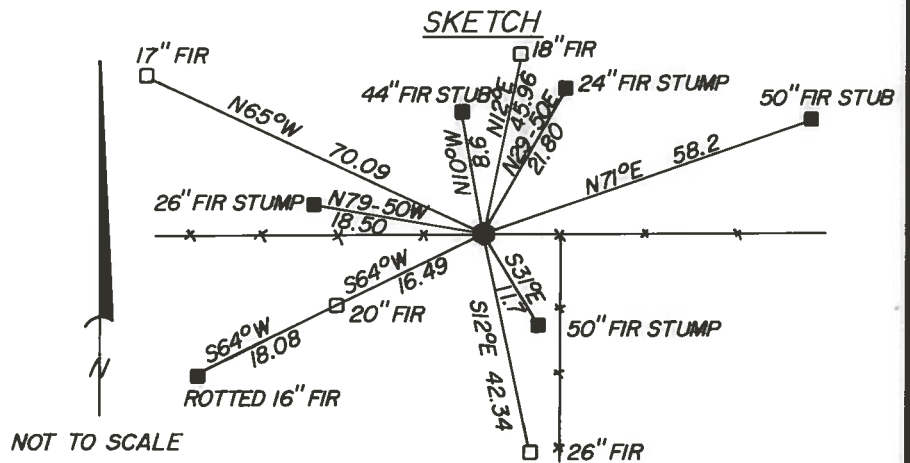 SKETCH
17" FIR
18" FIR
44" FIR STUB
24" FIR STUMP
50" FIR STUB
N65°W
70.09
N10°W
8.6
N12°E
45.96
N29-50E
21.80
N71°E
58.2
26" FIR STUMP
N79-50W
18.50
S64°W
16.49
20" FIR
S64°W
18.08
ROTTED 16" FIR
S31°E
11.7
50" FIR STUMP
S12°E 42.34
26" FIR
N
NOT TO SCALE